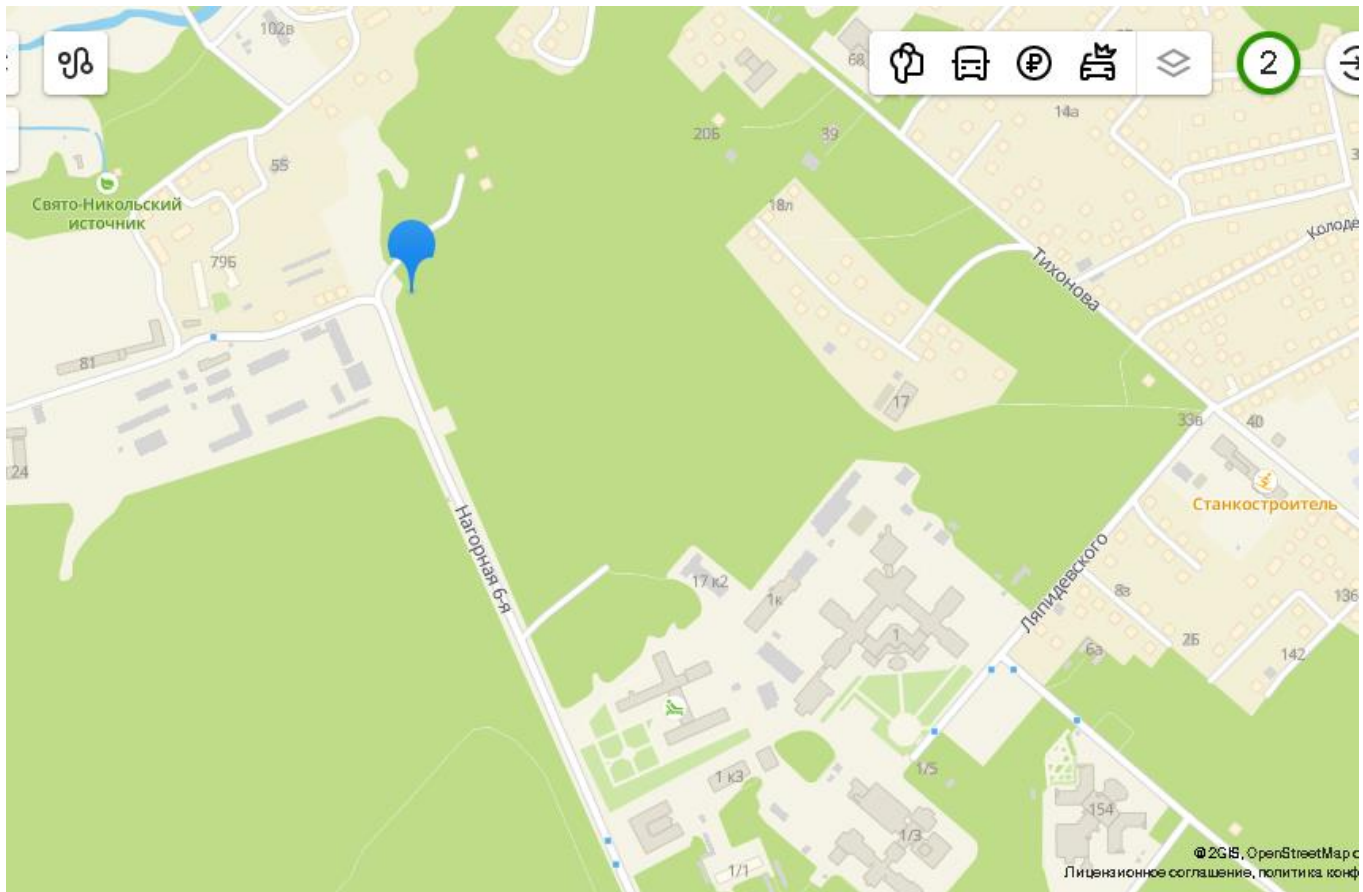 102в
68
2
55
20Б
39
14а
Свято-Никольский
источник
18л
79Б
Колоде
Тихонова
81
17
33в
40
24
Станкостроитель
Нагорная 6-я
17 к2
1к
1
Ляпидевского
8в
136
2Б
6а
142
1 к3
1/5
154
1/3
1/1
@ 2GIS, OpenStreetMap
Лицензионное соглашение, политика конф